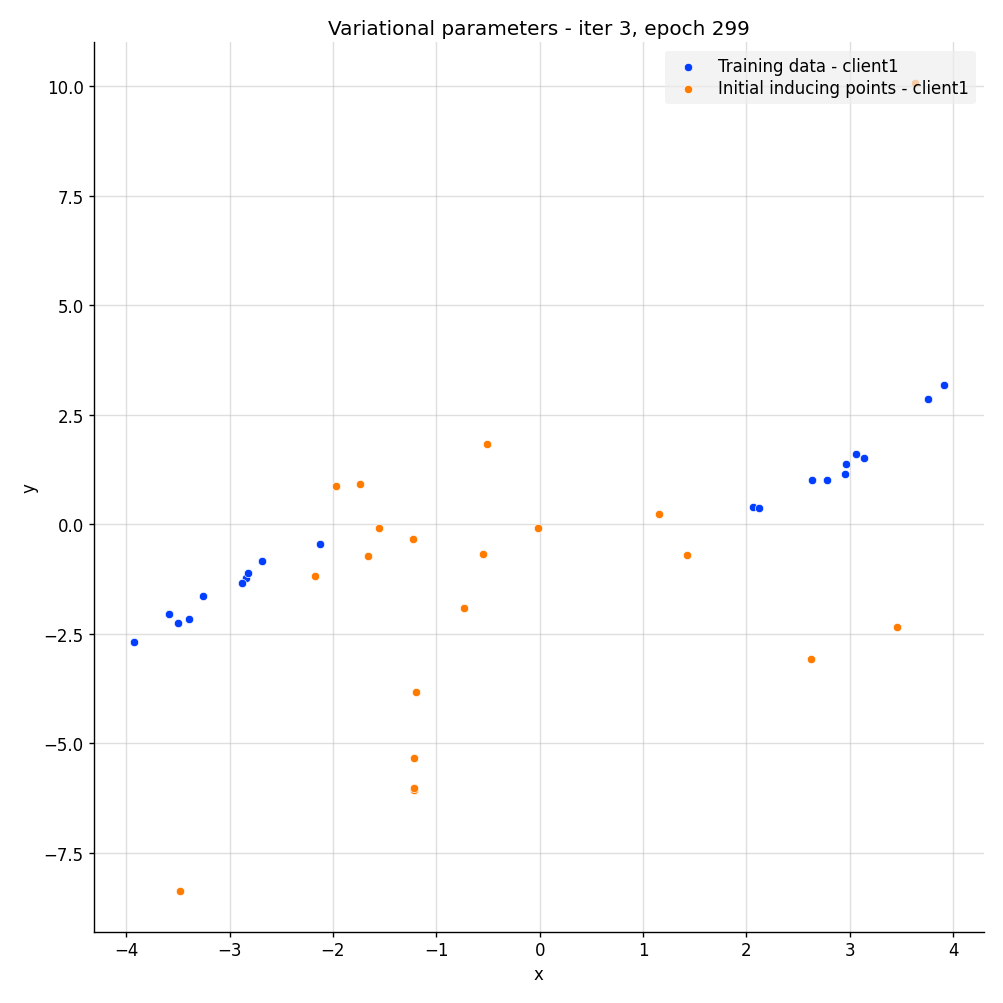 Variational parameters - iter 3, epoch 299
Training data - client1
Initial inducing points - client1
10.0
7.5
5.0
2.5
0.0
−2.5
−5.0
−7.5
y
−4 −3 −2 −1 0 1 2 3 4
x